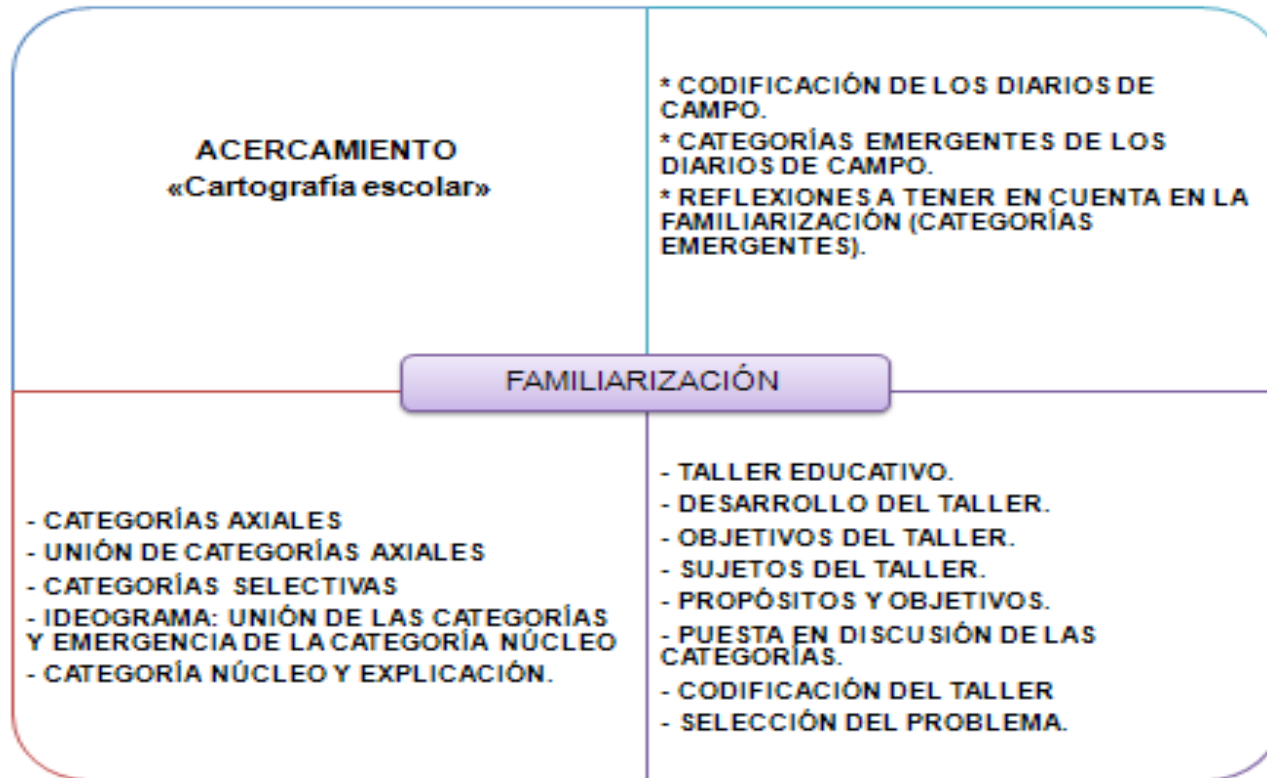 ACERCAMIENTO
«Cartografía escolar»
* CODIFICACIÓN DE LOS DIARIOS DE
CAMPO.
* CATEGORÍAS EMERGENTES DE LOS
DIARIOS DE CAMPO.
* REFLEXIONES A TENER EN CUENTA EN LA
FAMILIARIZACIÓN (CATEGORÍAS
EMERGENTES).
FAMILIARIZACIÓN
- CATEGORÍAS AXIALES
- UNIÓN DE CATEGORÍAS AXIALES
- CATEGORÍAS SELECTIVAS
- IDEOGRAMA: UNIÓN DE LAS CATEGORÍAS
Y EMERGENCIA DE LA CATEGORÍA NÚCLEO
- CATEGORÍA NÚCLEO Y EXPLICACIÓN.
- TALLER EDUCATIVO.
- DESARROLLO DEL TALLER.
- OBJETIVOS DEL TALLER.
- SUJETOS DEL TALLER.
- PROPÓSITOS Y OBJETIVOS.
- PUESTA EN DISCUSIÓN DE LAS
CATEGORÍAS.
- CODIFICACIÓN DEL TALLER
- SELECCIÓN DEL PROBLEMA.